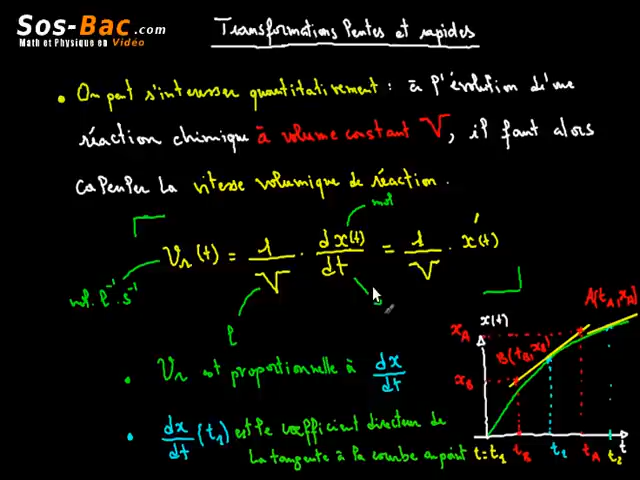 Sos-Bac.com
Math et Physique en Vidéo
Transformations lentes et rapides
• On peut s'interesser quantitativement : à l'évolution d'une
réaction chimique à volume constant V, il faut alors
calculer la vitesse volumique de réaction.
mol
Vr(t) = 1/V · dx(t)/dt = 1/V · x'(t)
mol.l⁻¹.s⁻¹
l
s
• Vr est proportionnelle à dx/dt
• dx/dt (t1) est le coefficient directeur de
la tangente à la courbe au point
x(t)
A(tA, xA)
xA
B(tB, xB)
xB
t=t1 tB t1 tA t2 t